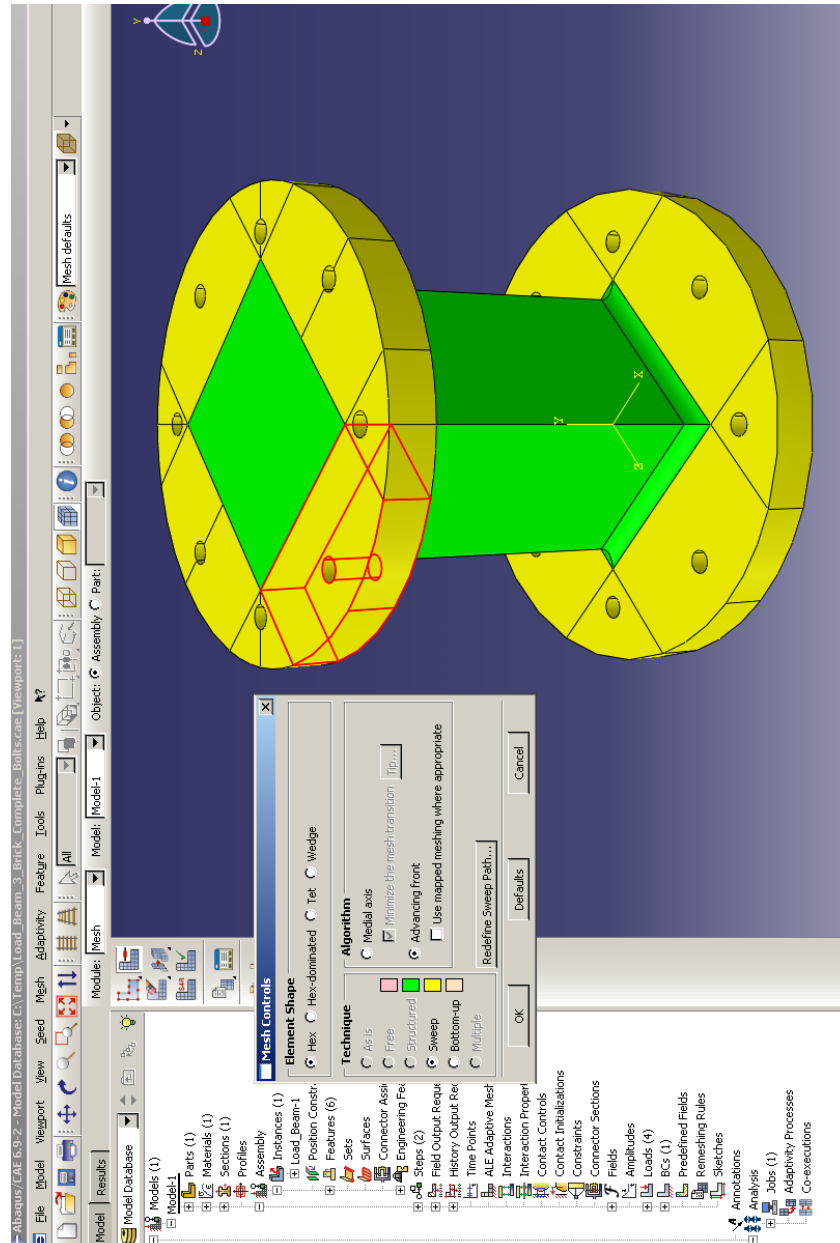 Abaqus/CAE 6.9-2 - Model Database: C:\Temp\Load_Beam_3_Brick_Complete_Bolts.cae [Viewport: 1]
File Model Viewport View Seed Mesh Adaptivity Feature Tools Plug-ins Help
All
Mesh defaults
Module: Mesh Model: Model-1 Object: Assembly Part:
Model Results
Model Database
Models (1)
Model-1
Parts (1)
Materials (1)
Sections (1)
Profiles
Assembly
Instances (1)
Load_Beam-1
Position Constr
Features (6)
Sets
Surfaces
Connector Assi
Engineering Fea
Steps (2)
Field Output Reque
History Output Rec
Time Points
ALE Adaptive Mesh
Interactions
Interaction Propert
Contact Controls
Contact Initializations
Constraints
Connector Sections
Fields
Amplitudes
Loads (4)
BCs (1)
Predefined Fields
Remeshing Rules
Sketches
Annotations
Analysis
Jobs (1)
Adaptivity Processes
Co-executions
Mesh Controls
Element Shape
Hex Hex-dominated Tet Wedge
Technique
As is
Free
Structured
Sweep
Bottom-up
Multiple
Algorithm
Medial axis
Minimize the mesh transition Tip...
Advancing front
Use mapped meshing where appropriate
Redefine Sweep Path...
OK Defaults Cancel
Y
Z
X
Y
Z